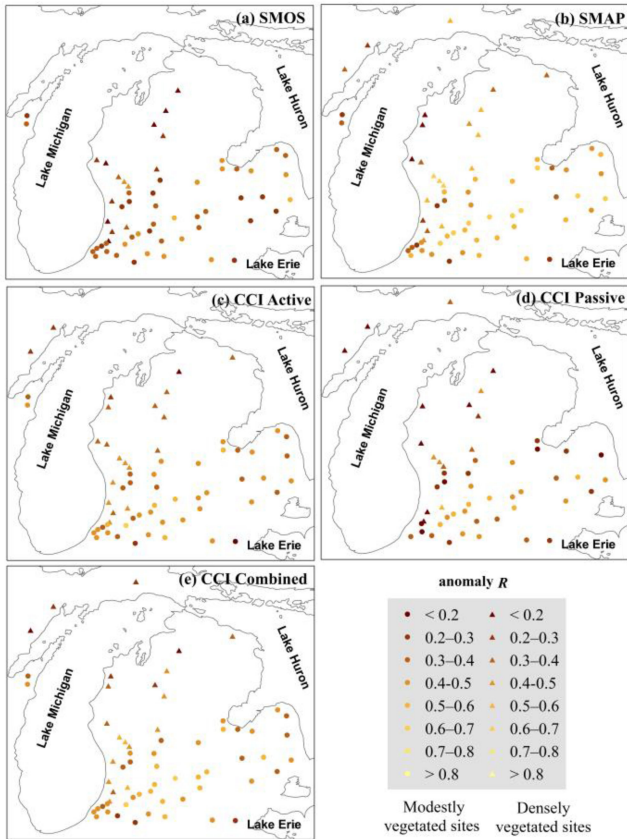 (a) SMOS
Lake Michigan
Lake Huron
Lake Erie
(b) SMAP
Lake Michigan
Lake Huron
Lake Erie
(c) CCI Active
Lake Michigan
Lake Huron
Lake Erie
(d) CCI Passive
Lake Michigan
Lake Huron
Lake Erie
(e) CCI Combined
Lake Michigan
Lake Huron
Lake Erie
anomaly R
< 0.2 < 0.2
0.2–0.3 0.2–0.3
0.3–0.4 0.3–0.4
0.4-0.5 0.4-0.5
0.5–0.6 0.5–0.6
0.6–0.7 0.6–0.7
0.7–0.8 0.7–0.8
> 0.8 > 0.8
Modestly
vegetated sites
Densely
vegetated sites